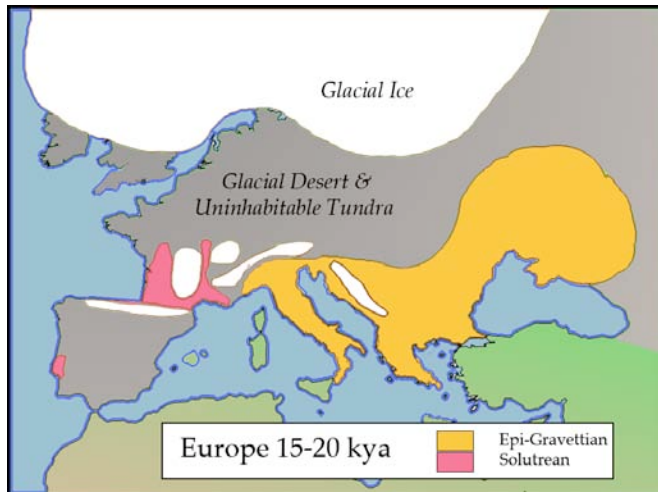 Glacial Ice
Glacial Desert &
Uninhabitable Tundra
Europe 15-20 kya
Epi-Gravettian
Solutrean